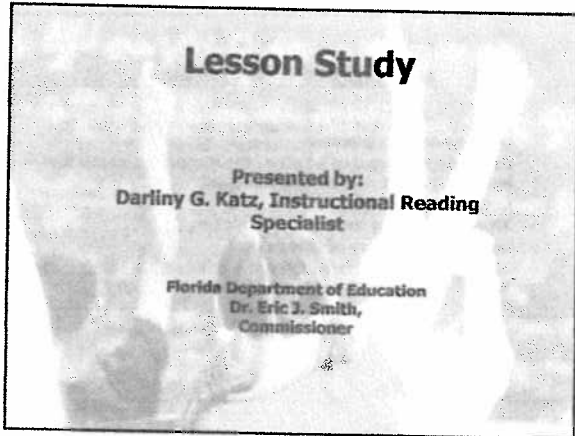 Lesson Study
Presented by:
Darliny G. Katz, Instructional Reading
Specialist
Florida Department of Education
Dr. Eric J. Smith,
Commissioner